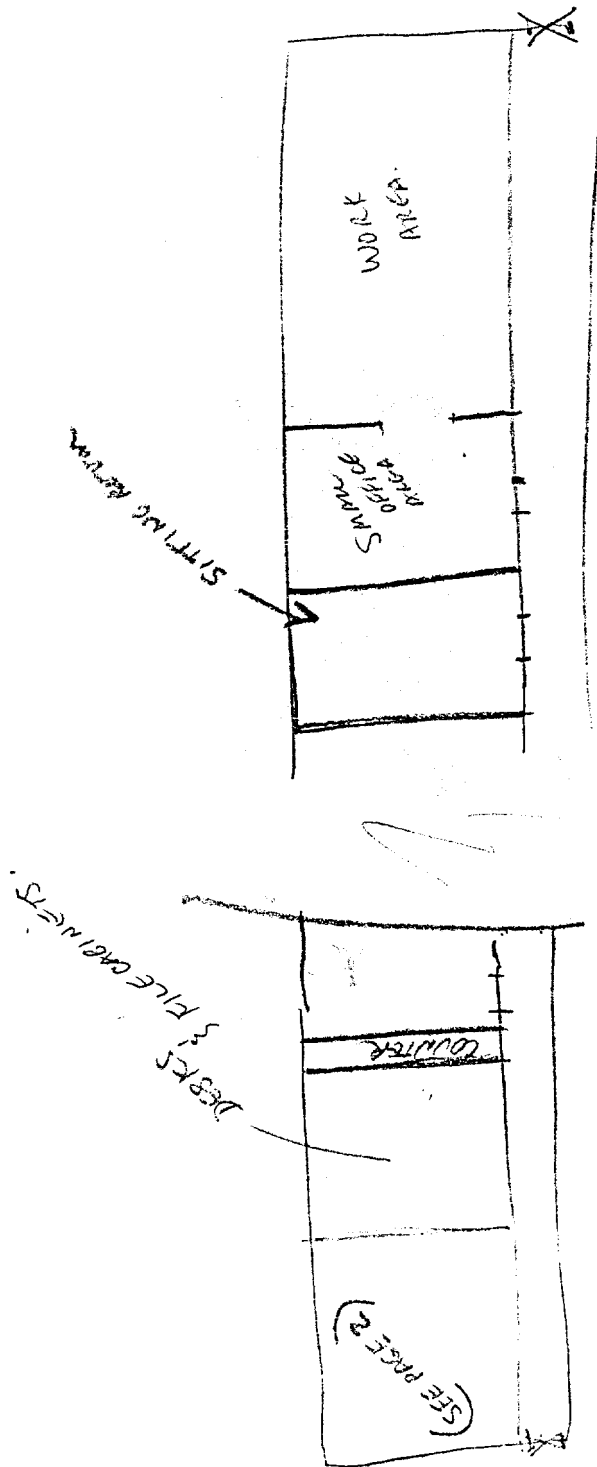 WORK
AREA.
SMALL
OFFICE
AREA
SITTING ROOM
DESKS & FILE CABINETS.
COUNTER
(SEE PAGE 2)